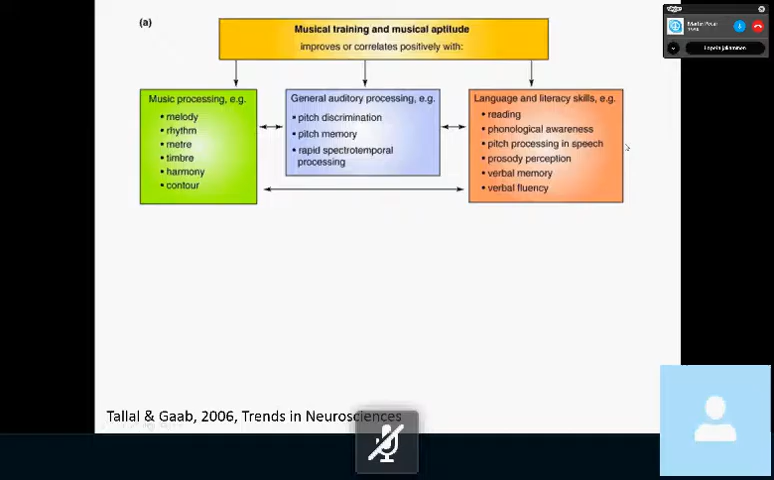 (a)
Musical training and musical aptitude
improves or correlates positively with:
Music processing, e.g.
• melody
• rhythm
• metre
• timbre
• harmony
• contour
General auditory processing, e.g.
• pitch discrimination
• pitch memory
• rapid spectrotemporal
processing
Language and literacy skills, e.g.
• reading
• phonological awareness
• pitch processing in speech
• prosody perception
• verbal memory
• verbal fluency
Tallal & Gaab, 2006, Trends in Neurosciences
Lopeta jakaminen